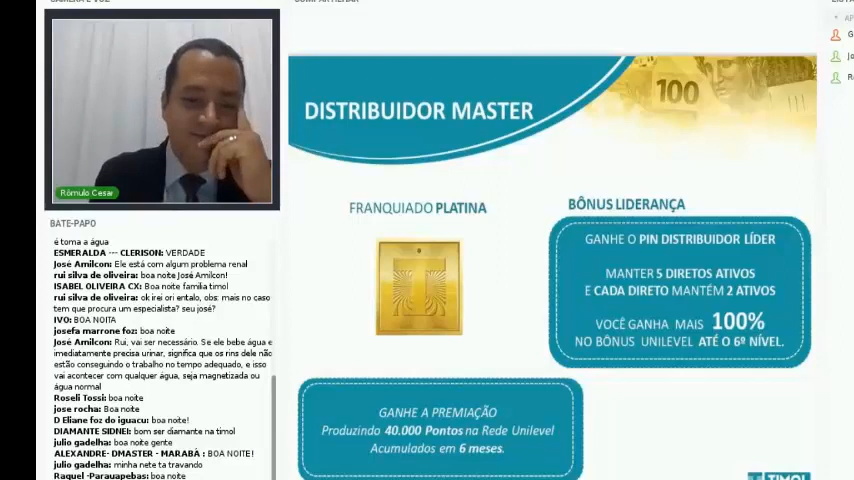 Rômulo Cesar
BATE-PAPO
é toma a água
ESMERALDA --- CLERISON: VERDADE
José Amilcon: Ele está com algum problema renal
rui silva de oliveira: boa noite José Amilcon!
ISABEL OLIVEIRA CX: Boa noite familia timol
rui silva de oliveira: ok irei ori entalo, obs: mais no caso
tem que procura um especialista? seu josé?
IVO: BOA NOITA
josefa marrone foz: boa noite
José Amilcon: Rui, vai ser necessário. Se ele bebe água e
imediatamente precisa urinar, significa que os rins dele não
estão conseguindo o trabalho no tempo adequado, e isso
vai acontecer com qualquer água, seja magnetizada ou
água normal
Roseli Tossi: boa noite
jose rocha: Boa noite
D Eliane foz do iguacu: boa noite!
DIAMANTE SIDNEI: bom ser diamante na timol
julio gadelha: boa noite gente
ALEXANDRE- DMASTER - MARABÀ : BOA NOITE!
julio gadelha: minha nete ta travando
Raquel -Parauapebas: boa noite
DISTRIBUIDOR MASTER
100
FRANQUIADO PLATINA
BÔNUS LIDERANÇA
GANHE O PIN DISTRIBUIDOR LÍDER
MANTER 5 DIRETOS ATIVOS
E CADA DIRETO MANTÉM 2 ATIVOS
VOCÊ GANHA MAIS 100%
NO BÔNUS UNILEVEL ATÉ O 6º NÍVEL.
GANHE A PREMIAÇÃO
Produzindo 40.000 Pontos na Rede Unilevel
Acumulados em 6 meses.
TIMOL